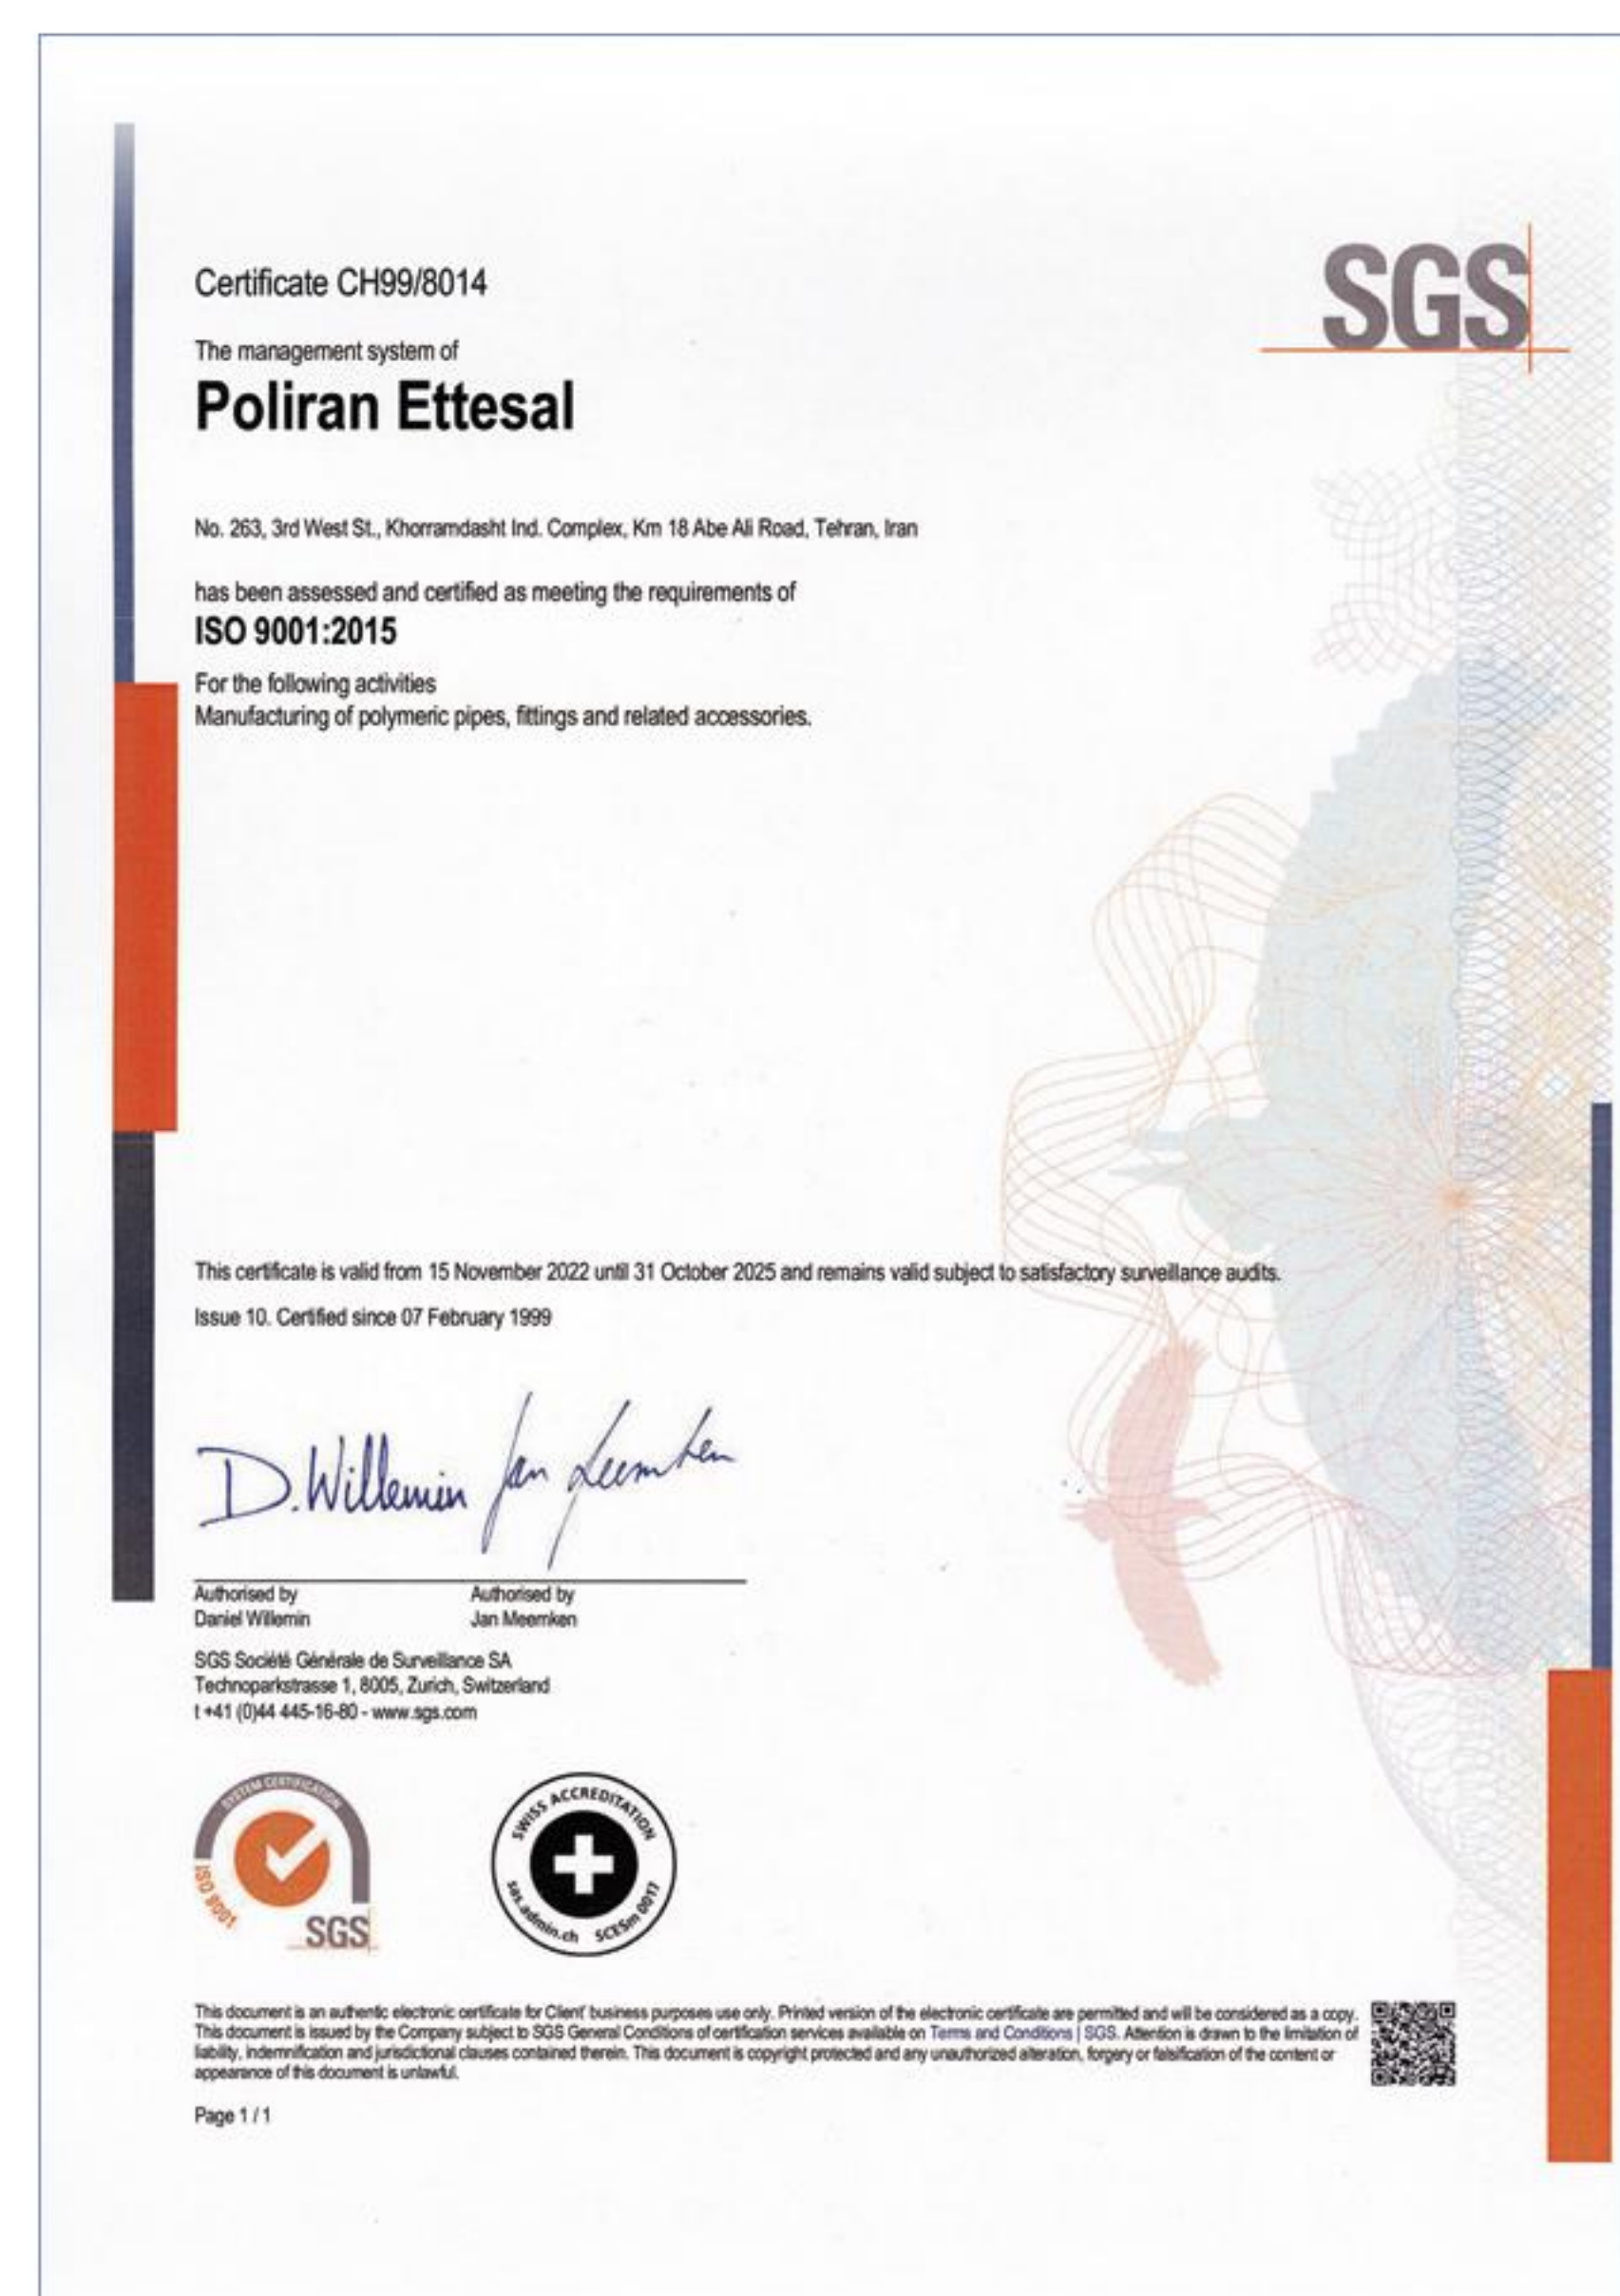 SGS
Certificate CH99/8014
The management system of
Poliran Ettesal
No. 263, 3rd West St., Khorramdasht Ind. Complex, Km 18 Abe Ali Road, Tehran, Iran
has been assessed and certified as meeting the requirements of
ISO 9001:2015
For the following activities
Manufacturing of polymeric pipes, fittings and related accessories.
This certificate is valid from 15 November 2022 until 31 October 2025 and remains valid subject to satisfactory surveillance audits.
Issue 10. Certified since 07 February 1999
D. Willemin Jan Meemken
Authorised by Authorised by
Daniel Willemin Jan Meemken
SGS Société Générale de Surveillance SA
Technoparkstrasse 1, 8005, Zurich, Switzerland
t +41 (0)44 445-16-80 - www.sgs.com
SYSTEM CERTIFICATION
ISO 9001
SGS
SWISS ACCREDITATION
sas.admin.ch SCESm 0017
This document is an authentic electronic certificate for Client' business purposes use only. Printed version of the electronic certificate are permitted and will be considered as a copy.
This document is issued by the Company subject to SGS General Conditions of certification services available on Terms and Conditions | SGS. Attention is drawn to the limitation of
liability, indemnification and jurisdictional clauses contained therein. This document is copyright protected and any unauthorized alteration, forgery or falsification of the content or
appearance of this document is unlawful.
Page 1 / 1